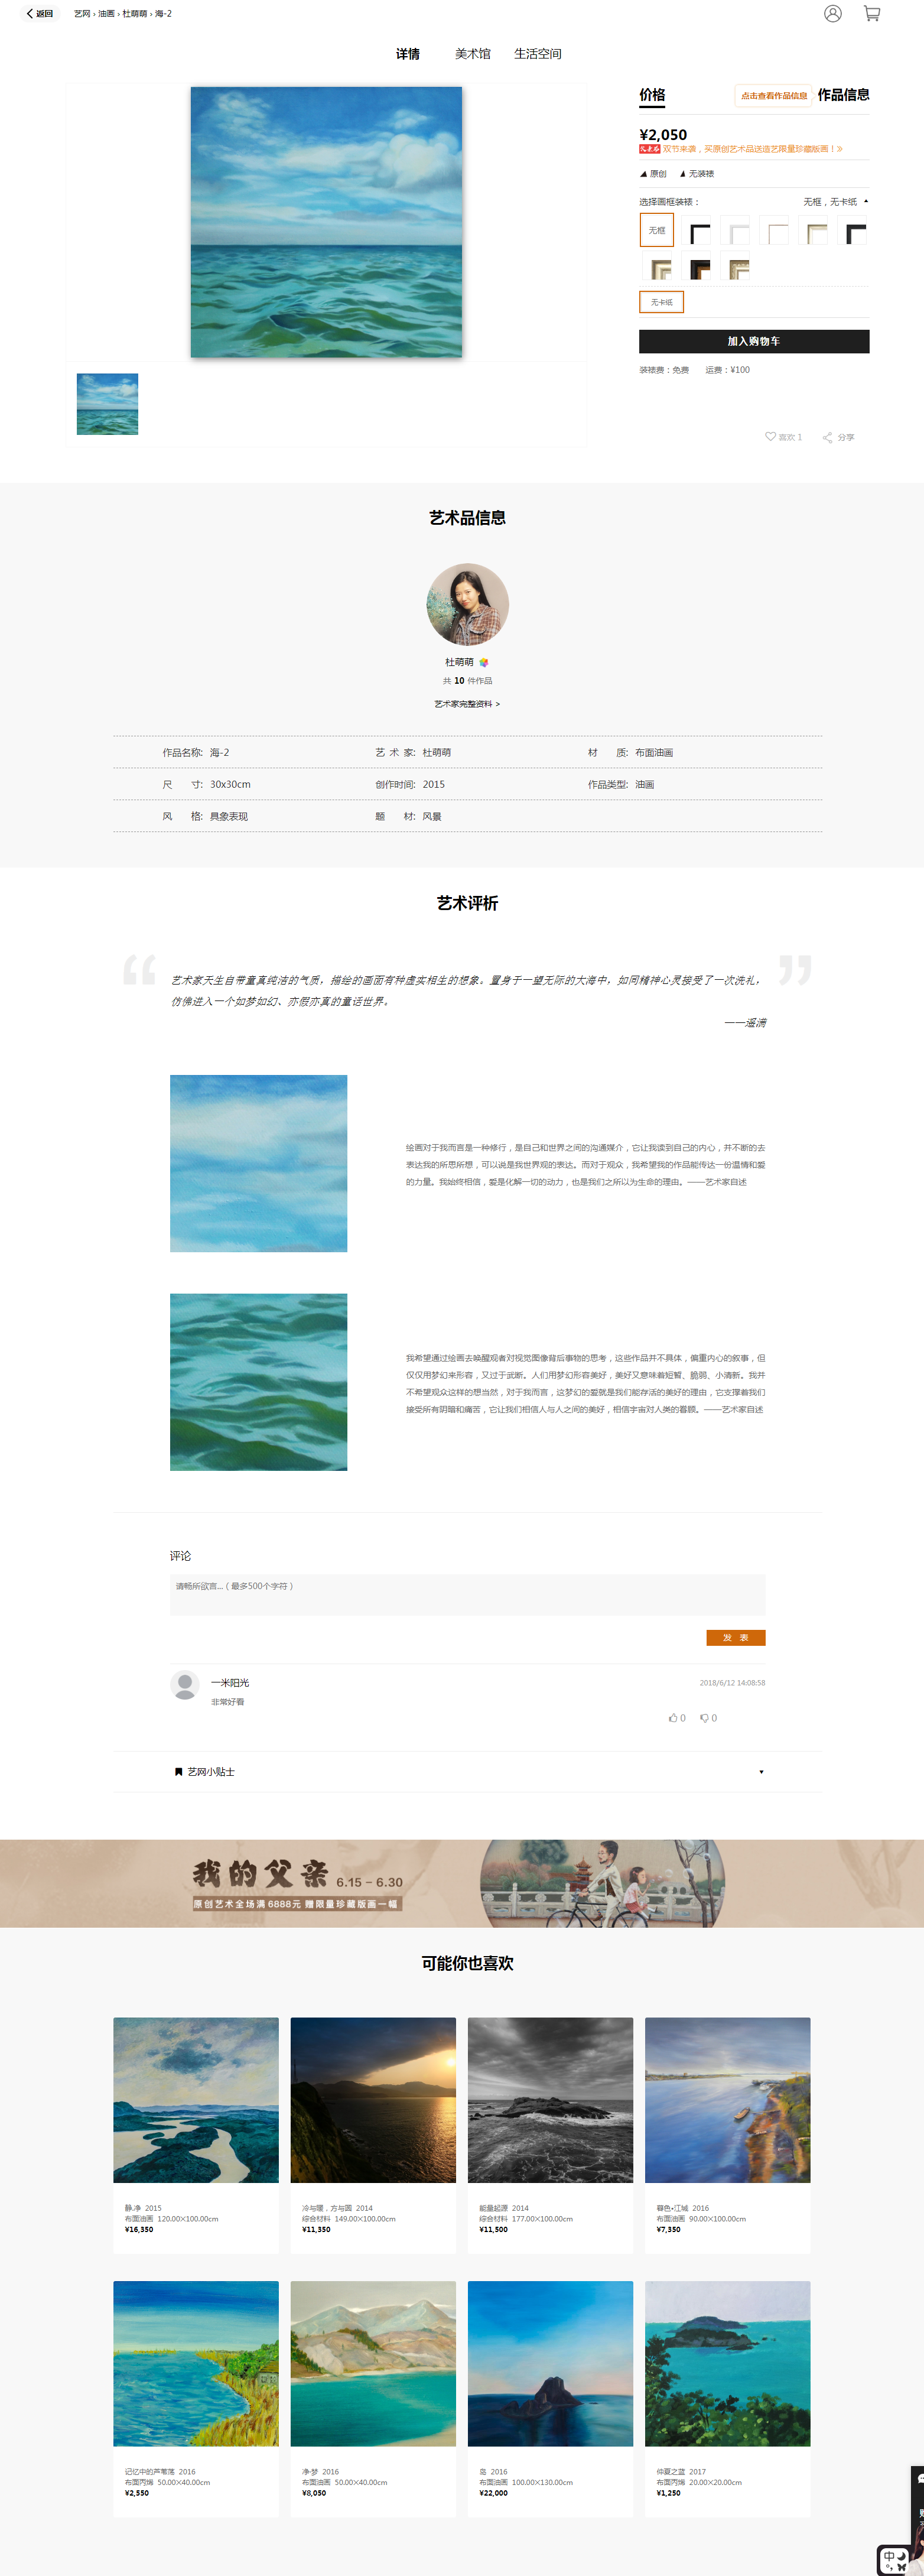 返回 艺网 › 油画 › 杜萌萌 › 海-2
详情 美术馆 生活空间
价格 点击查看作品信息 作品信息
¥2,050
双节来袭，买原创艺术品送造艺限量珍藏版画！
原创 无装裱
选择画框装裱： 无框，无卡纸
无框
无卡纸
加入购物车
装裱费：免费 运费：¥100
喜欢 1 分享
艺术品信息
杜萌萌
共 10 件作品
艺术家完整资料 >
作品名称: 海-2 艺 术 家: 杜萌萌 材 质: 布面油画
尺 寸: 30x30cm 创作时间: 2015 作品类型: 油画
风 格: 具象表现 题 材: 风景
艺术评析
艺术家天生自带童真纯洁的气质，描绘的画面有种虚实相生的想象。置身于一望无际的大海中，如同精神心灵接受了一次洗礼，
仿佛进入一个如梦如幻、亦假亦真的童话世界。
——遥满
绘画对于我而言是一种修行，是自己和世界之间的沟通媒介，它让我读到自己的内心，并不断的去
表达我的所思所想，可以说是我世界观的表达。而对于观众，我希望我的作品能传达一份温情和爱
的力量。我始终相信，爱是化解一切的动力，也是我们之所以为生命的理由。——艺术家自述
我希望通过绘画去唤醒观者对视觉图像背后事物的思考，这些作品并不具体，偏重内心的叙事，但
仅仅用梦幻来形容，又过于武断。人们用梦幻形容美好，美好又意味着短暂、脆弱、小清新。我并
不希望观众这样的想当然，对于我而言，这梦幻的爱就是我们能存活的美好的理由，它支撑着我们
接受所有阴暗和痛苦，它让我们相信人与人之间的美好，相信宇宙对人类的眷顾。——艺术家自述
评论
请畅所欲言...（最多500个字符）
发 表
一米阳光 2018/6/12 14:08:58
非常好看
0 0
艺网小贴士
我的父亲 6.15 – 6.30
原创艺术全场满6888元 赠限量珍藏版画一幅
可能你也喜欢
静.净 2015
布面油画 120.00×100.00cm
¥16,350
冷与暖，方与圆 2014
综合材料 149.00×100.00cm
¥11,350
能量起源 2014
综合材料 177.00×100.00cm
¥11,500
暮色•江域 2016
布面油画 90.00×100.00cm
¥7,350
记忆中的芦苇荡 2016
布面丙烯 50.00×40.00cm
¥2,550
净·梦 2016
布面油画 50.00×40.00cm
¥8,050
岛 2016
布面油画 100.00×130.00cm
¥22,000
仲夏之蓝 2017
布面丙烯 20.00×20.00cm
¥1,250
中